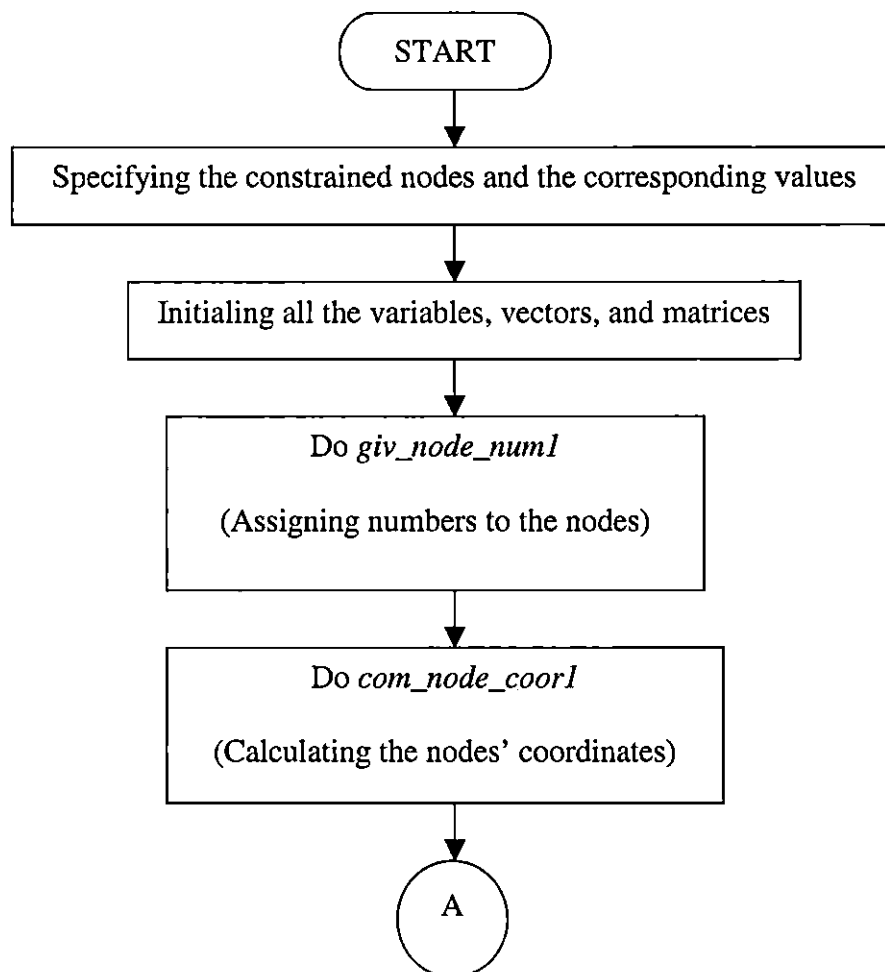 START
Specifying the constrained nodes and the corresponding values
Initialing all the variables, vectors, and matrices
Do giv_node_num1
(Assigning numbers to the nodes)
Do com_node_coor1
(Calculating the nodes’ coordinates)
A